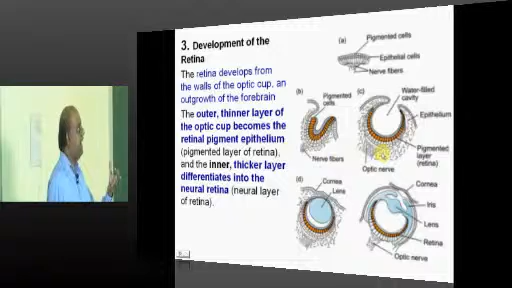 3. Development of the
Retina
The retina develops from
the walls of the optic cup, an
outgrowth of the forebrain
The outer, thinner layer of
the optic cup becomes the
retinal pigment epithelium
(pigmented layer of retina),
and the inner, thicker layer
differentiates into the
neural retina (neural layer
of retina).
(a)
Pigmented cells
Epithelial cells
Nerve fibers
(b)
Pigmented
cells
Nerve fibers
(c)
Water-filled
cavity
Epithelium
Pigmented
layer
(retina)
Optic nerve
(d)
Cornea
Lens
Cornea
Iris
Lens
Retina
Optic nerve